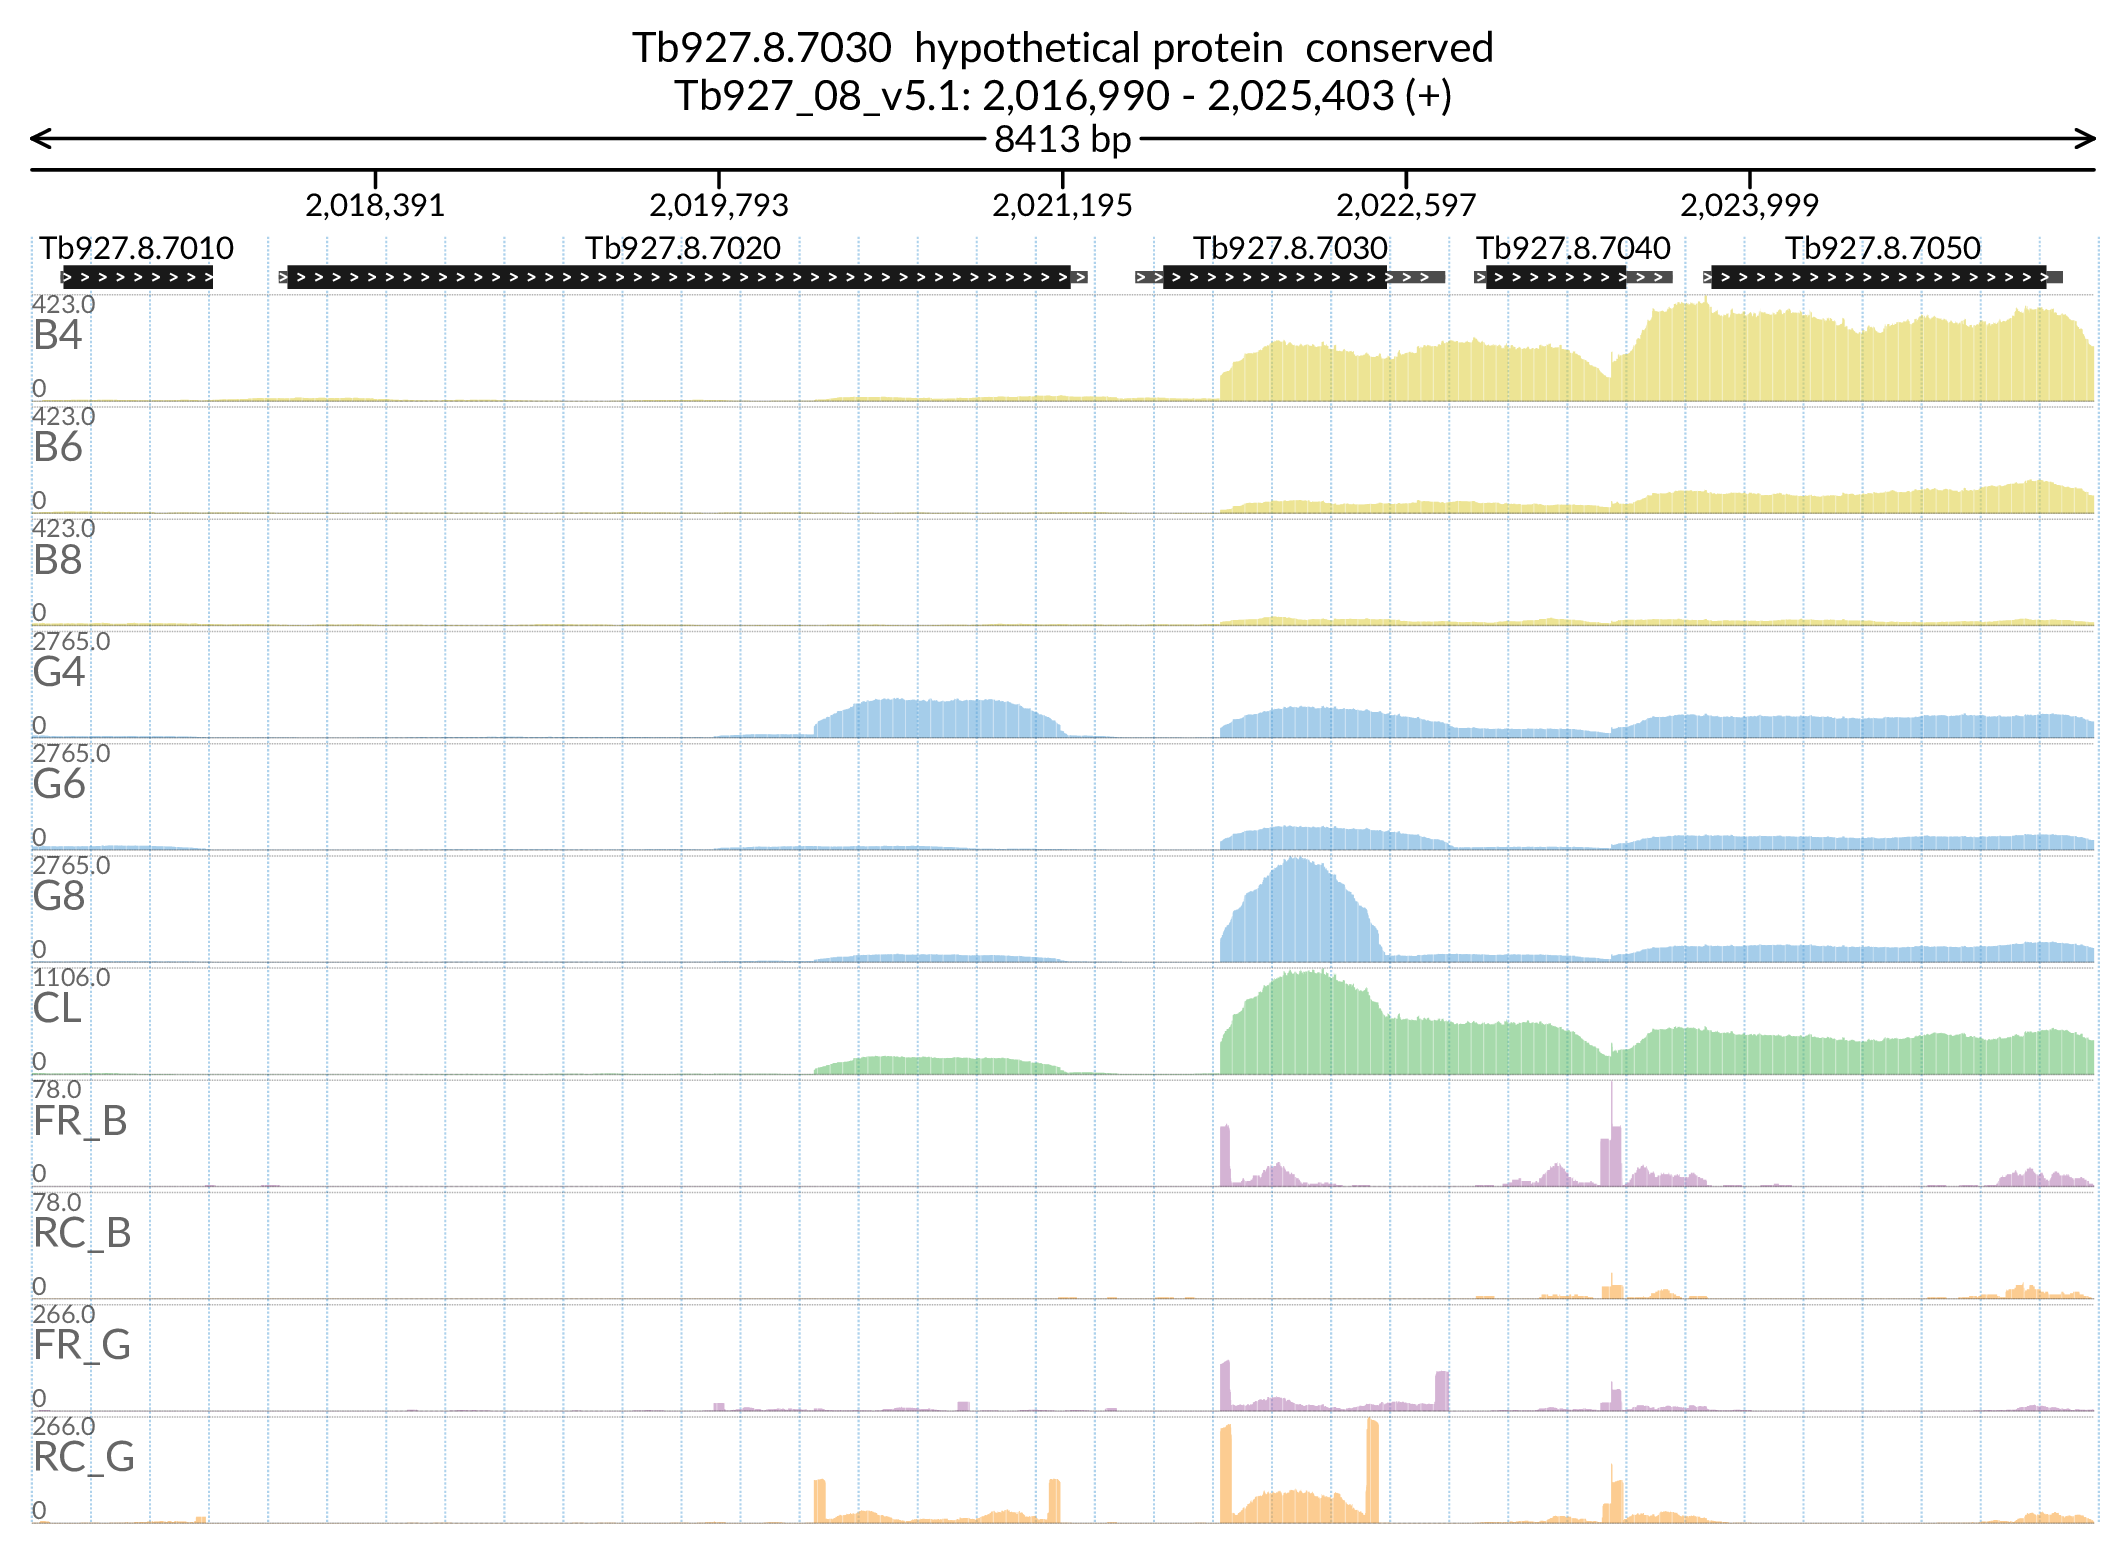 Tb927.8.7030  hypothetical protein  conserved
Tb927_08_v5.1: 2,016,990 - 2,025,403 (+)
8413 bp
2,018,391 2,019,793 2,021,195 2,022,597 2,023,999
Tb927.8.7010 Tb927.8.7020 Tb927.8.7030 Tb927.8.7040 Tb927.8.7050
423.0
B4
0
423.0
B6
0
423.0
B8
0
2765.0
G4
0
2765.0
G6
0
2765.0
G8
0
1106.0
CL
0
78.0
FR_B
0
78.0
RC_B
0
266.0
FR_G
0
266.0
RC_G
0